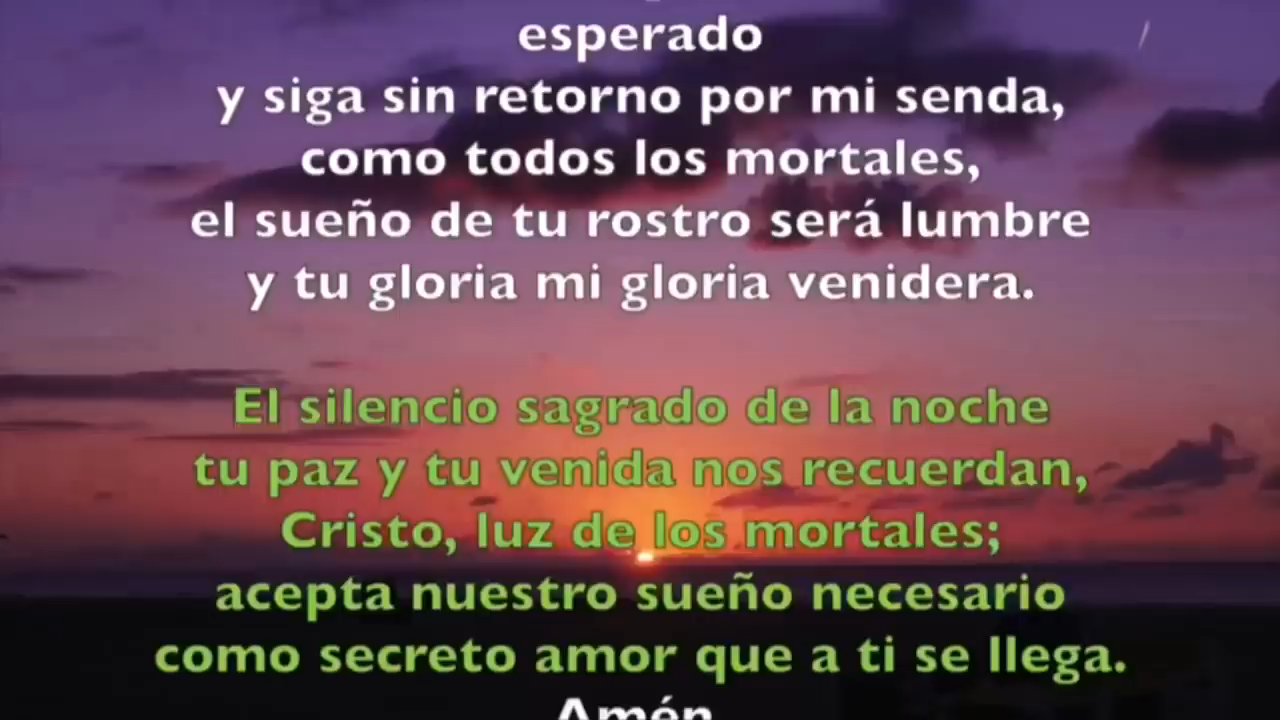 esperado
y siga sin retorno por mi senda,
como todos los mortales,
el sueño de tu rostro será lumbre
y tu gloria mi gloria venidera.
El silencio sagrado de la noche
tu paz y tu venida nos recuerdan,
Cristo, luz de los mortales;
acepta nuestro sueño necesario
como secreto amor que a ti se llega.
Amén